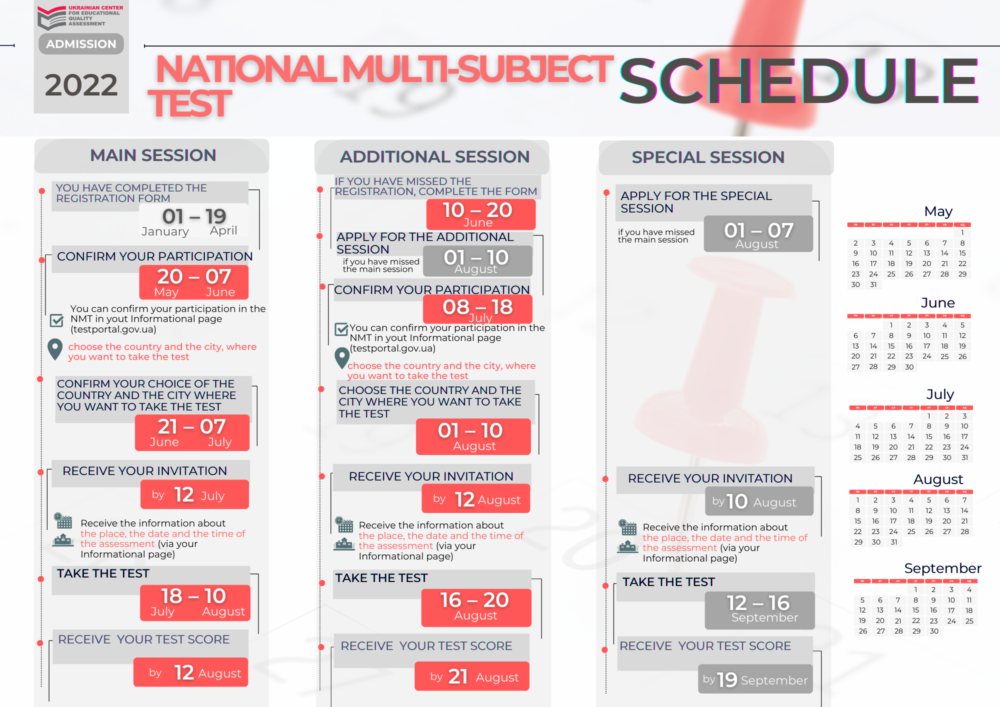 UKRAINIAN CENTER
FOR EDUCATIONAL
QUALITY
ASSESSMENT
ADMISSION
2022
NATIONAL MULTI-SUBJECT
TEST
SCHEDULE
MAIN SESSION
YOU HAVE COMPLETED THE
REGISTRATION FORM
01 – 19
January April
CONFIRM YOUR PARTICIPATION
20 – 07
May June
You can confirm your participation in the
NMT in yout Informational page
(testportal.gov.ua)
choose the country and the city, where
you want to take the test
CONFIRM YOUR CHOICE OF THE
COUNTRY AND THE CITY WHERE
YOU WANT TO TAKE THE TEST
21 – 07
June July
RECEIVE YOUR INVITATION
by 12 July
Receive the information about
the place, the date and the time of
the assessment (via your
Informational page)
TAKE THE TEST
18 – 10
July August
RECEIVE YOUR TEST SCORE
by 12 August
ADDITIONAL SESSION
IF YOU HAVE MISSED THE
REGISTRATION, COMPLETE THE FORM
10 – 20
June
APPLY FOR THE ADDITIONAL
SESSION
if you have missed
the main session
01 – 10
August
CONFIRM YOUR PARTICIPATION
08 – 18
July
You can confirm your participation in the
NMT in yout Informational page
(testportal.gov.ua)
choose the country and the city, where
you want to take the test
CHOOSE THE COUNTRY AND THE
CITY WHERE YOU WANT TO TAKE
THE TEST
01 – 10
August
RECEIVE YOUR INVITATION
by 12 August
Receive the information about
the place, the date and the time of
the assessment (via your
Informational page)
TAKE THE TEST
16 – 20
August
RECEIVE YOUR TEST SCORE
by 21 August
SPECIAL SESSION
APPLY FOR THE SPECIAL
SESSION
if you have missed
the main session
01 – 07
August
RECEIVE YOUR INVITATION
by 10 August
Receive the information about
the place, the date and the time of
the assessment (via your
Informational page)
TAKE THE TEST
12 – 16
September
RECEIVE YOUR TEST SCORE
by 19 September
May
ПН ВТ СР ЧТ ПТ СБ НД
1
2 3 4 5 6 7 8
9 10 11 12 13 14 15
16 17 18 19 20 21 22
23 24 25 26 27 28 29
30 31
June
ПН ВТ СР ЧТ ПТ СБ НД
1 2 3 4 5
6 7 8 9 10 11 12
13 14 15 16 17 18 19
20 21 22 23 24 25 26
27 28 29 30
July
ПН ВТ СР ЧТ ПТ СБ НД
1 2 3
4 5 6 7 8 9 10
11 12 13 14 15 16 17
18 19 20 21 22 23 24
25 26 27 28 29 30 31
August
ПН ВТ СР ЧТ ПТ СБ НД
1 2 3 4 5 6 7
8 9 10 11 12 13 14
15 16 17 18 19 20 21
22 23 24 25 26 27 28
29 30 31
September
ПН ВТ СР ЧТ ПТ СБ НД
1 2 3 4
5 6 7 8 9 10 11
12 13 14 15 16 17 18
19 20 21 22 23 24 25
26 27 28 29 30